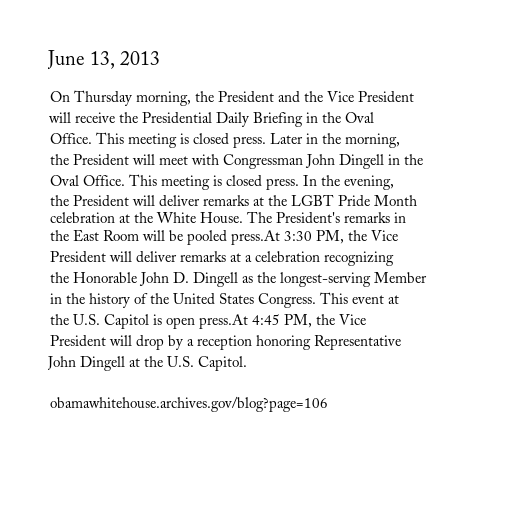 June 13, 2013
On Thursday morning, the President and the Vice President
will receive the Presidential Daily Briefing in the Oval
Office. This meeting is closed press. Later in the morning,
the President will meet with Congressman John Dingell in the
Oval Office. This meeting is closed press. In the evening,
the President will deliver remarks at the LGBT Pride Month
celebration at the White House. The President's remarks in
the East Room will be pooled press.At 3:30 PM, the Vice
President will deliver remarks at a celebration recognizing
the Honorable John D. Dingell as the longest-serving Member
in the history of the United States Congress. This event at
the U.S. Capitol is open press.At 4:45 PM, the Vice
President will drop by a reception honoring Representative
John Dingell at the U.S. Capitol.
obamawhitehouse.archives.gov/blog?page=106